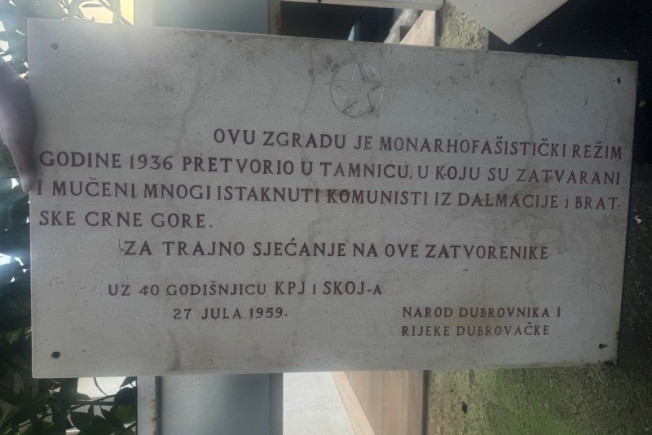 OVU ZGRADU JE MONARHOFAŠISTIČKI REŽIM
GODINE 1936 PRETVORIO U TAMNICU, U KOJU SU ZATVARANI
I MUČENI MNOGI ISTAKNUTI KOMUNISTI IZ DALMACIJE I BRAT-
SKE CRNE GORE.
ZA TRAJNO SJEĆANJE NA OVE ZATVORENIKE
UZ 40 GODIŠNJICU KPJ I SKOJ-A
27 JULA 1959.
NAROD DUBROVNIKA I
RIJEKE DUBROVAČKE